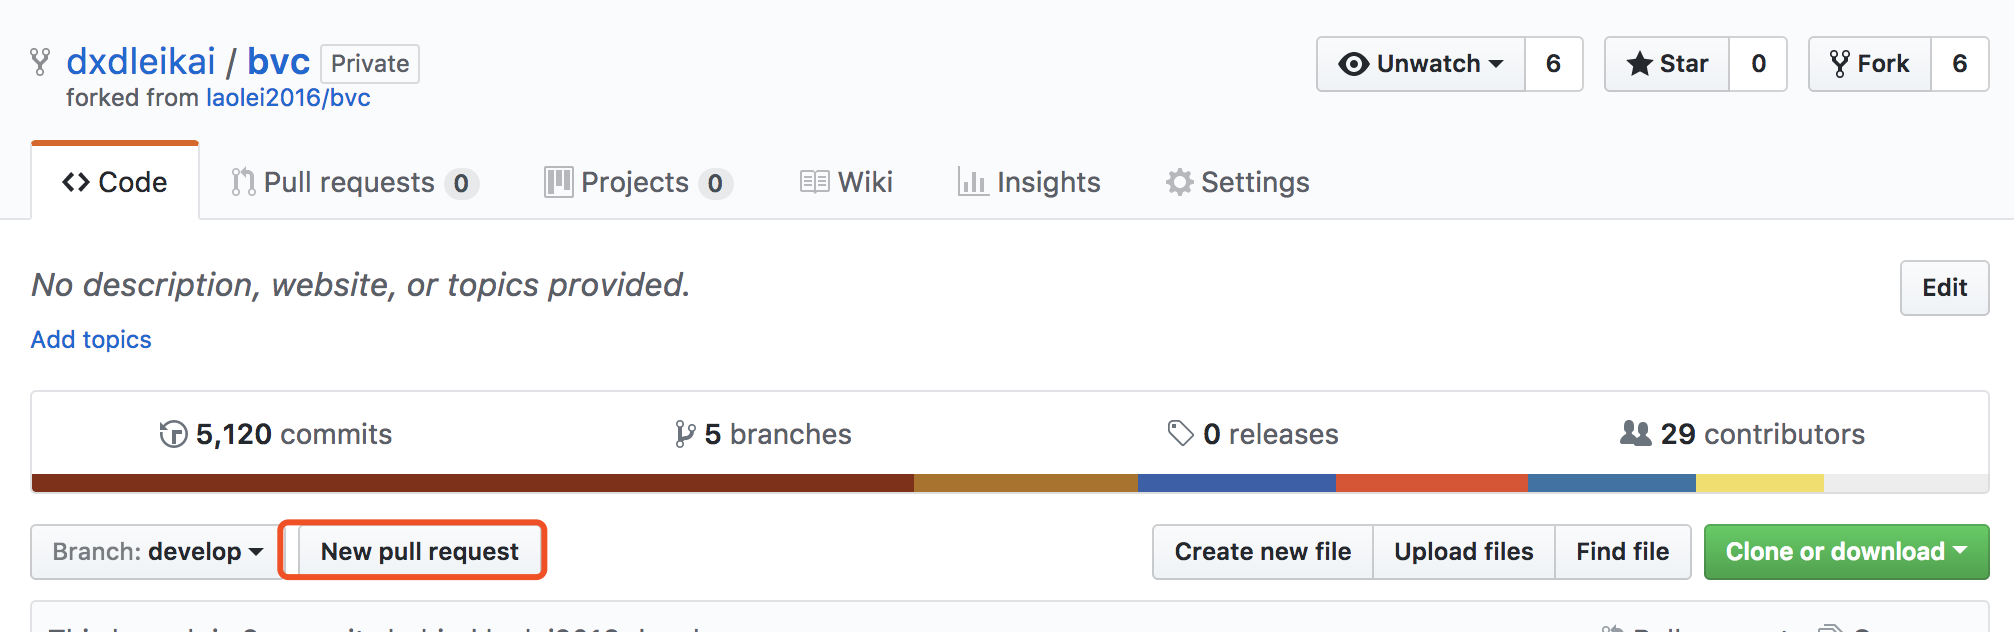 dxdleikai / bvc Private
Unwatch 6 Star 0 Fork 6
forked from laolei2016/bvc
Code Pull requests 0 Projects 0 Wiki Insights Settings
No description, website, or topics provided.
Edit
Add topics
5,120 commits 5 branches 0 releases 29 contributors
Branch: develop New pull request Create new file Upload files Find file Clone or download